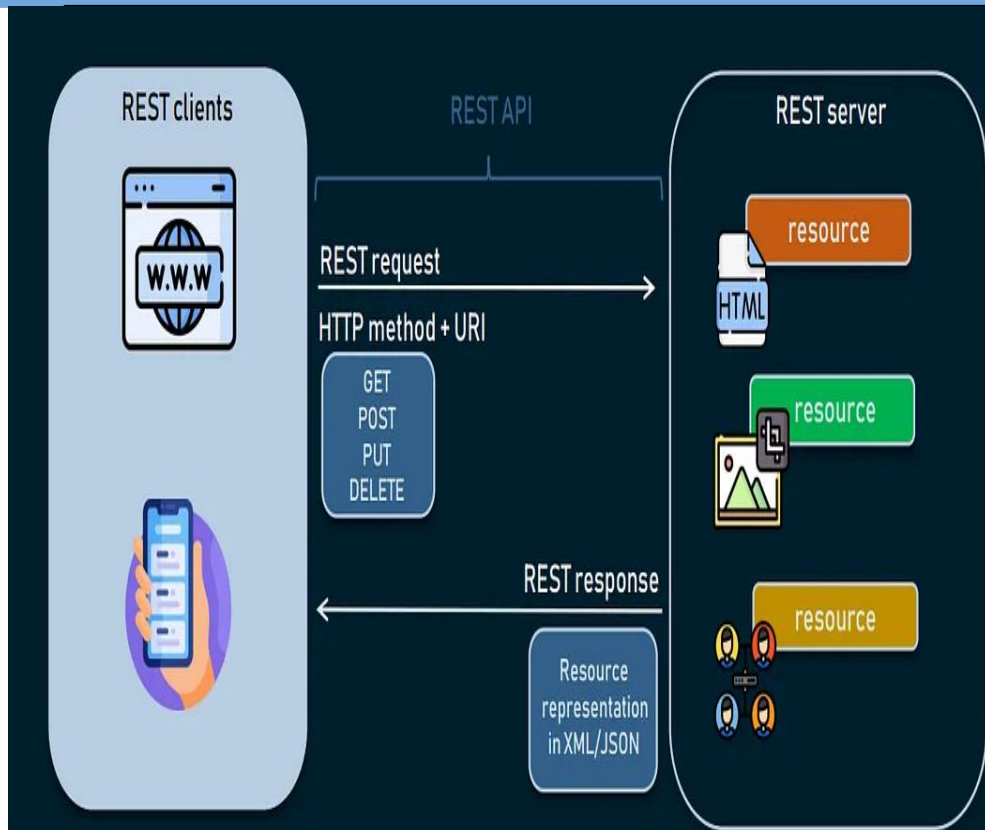 REST clients
W.W.W
REST API
REST request
HTTP method + URI
GET
POST
PUT
DELETE
REST response
Resource
representation
in XML/JSON
REST server
resource
HTML
resource
resource